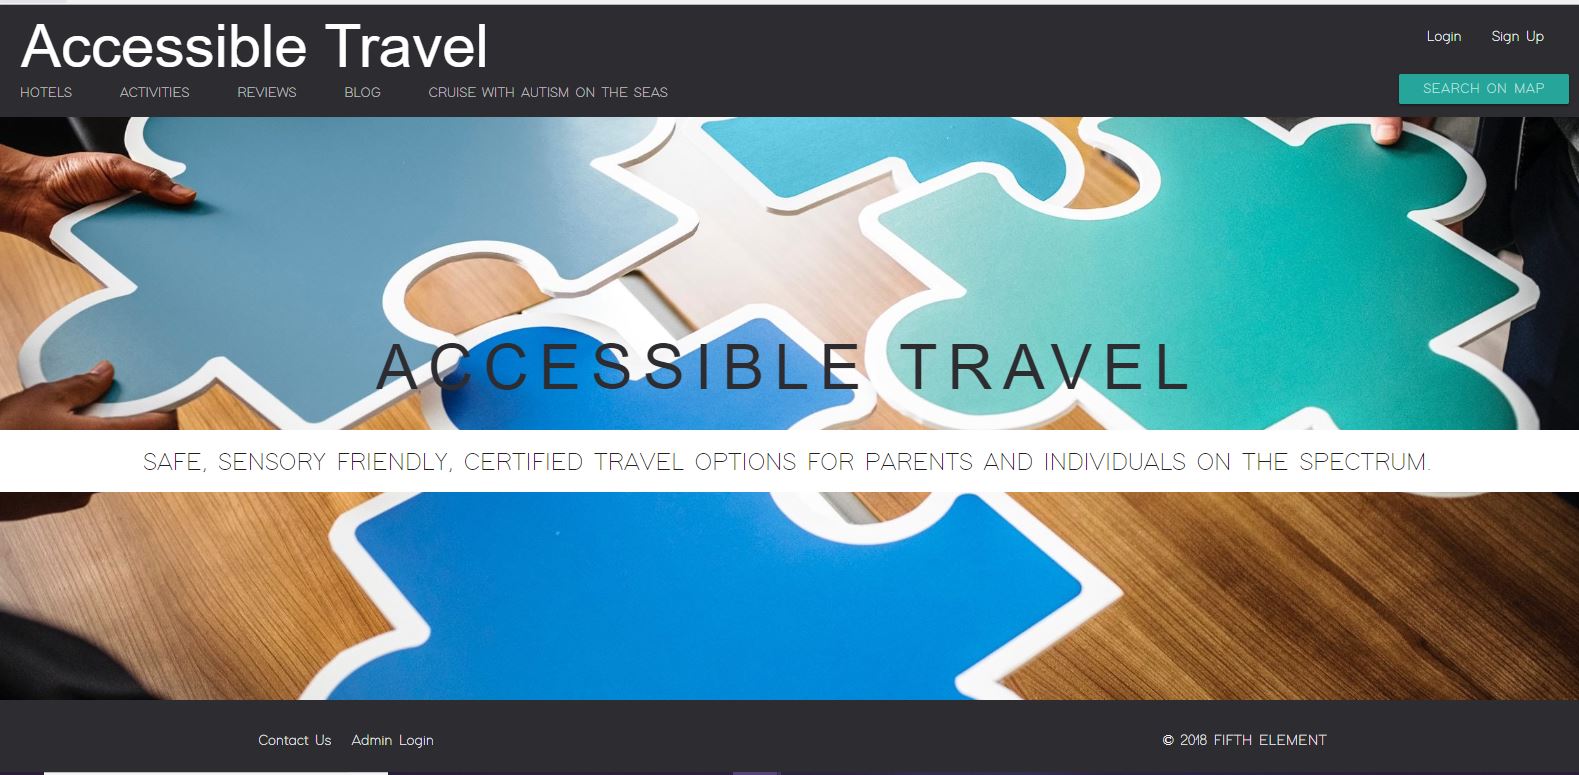 Accessible Travel
Login Sign Up
HOTELS ACTIVITIES REVIEWS BLOG CRUISE WITH AUTISM ON THE SEAS
SEARCH ON MAP
ACCESSIBLE TRAVEL
SAFE, SENSORY FRIENDLY, CERTIFIED TRAVEL OPTIONS FOR PARENTS AND INDIVIDUALS ON THE SPECTRUM.
Contact Us Admin Login
© 2018 FIFTH ELEMENT